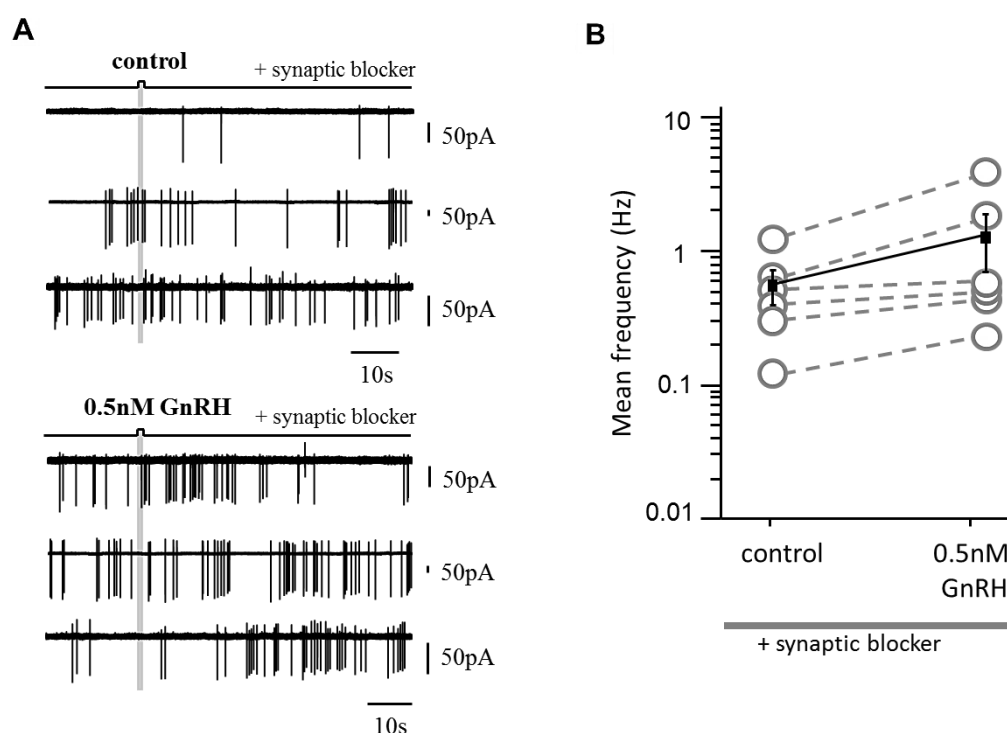 A
control
+ synaptic blocker
50pA
50pA
50pA
10s
0.5nM GnRH
+ synaptic blocker
50pA
50pA
50pA
10s
B
Mean frequency (Hz)
10
1
0.1
0.01
control
0.5nM
GnRH
+ synaptic blocker